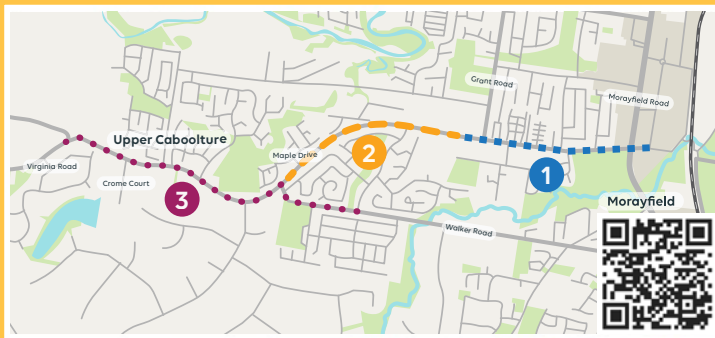 Grant Road
Morayfield Road
Upper Caboolture
Maple Drive
2
Virginia Road
Crome Court
1
3
Morayfield
Walker Road